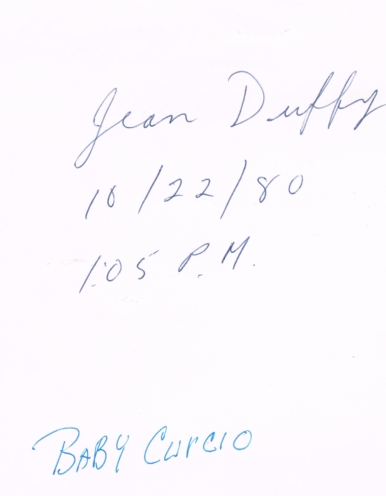 Jean Duffy
10/22/80
1:05 P.M.
BABY CURCIO